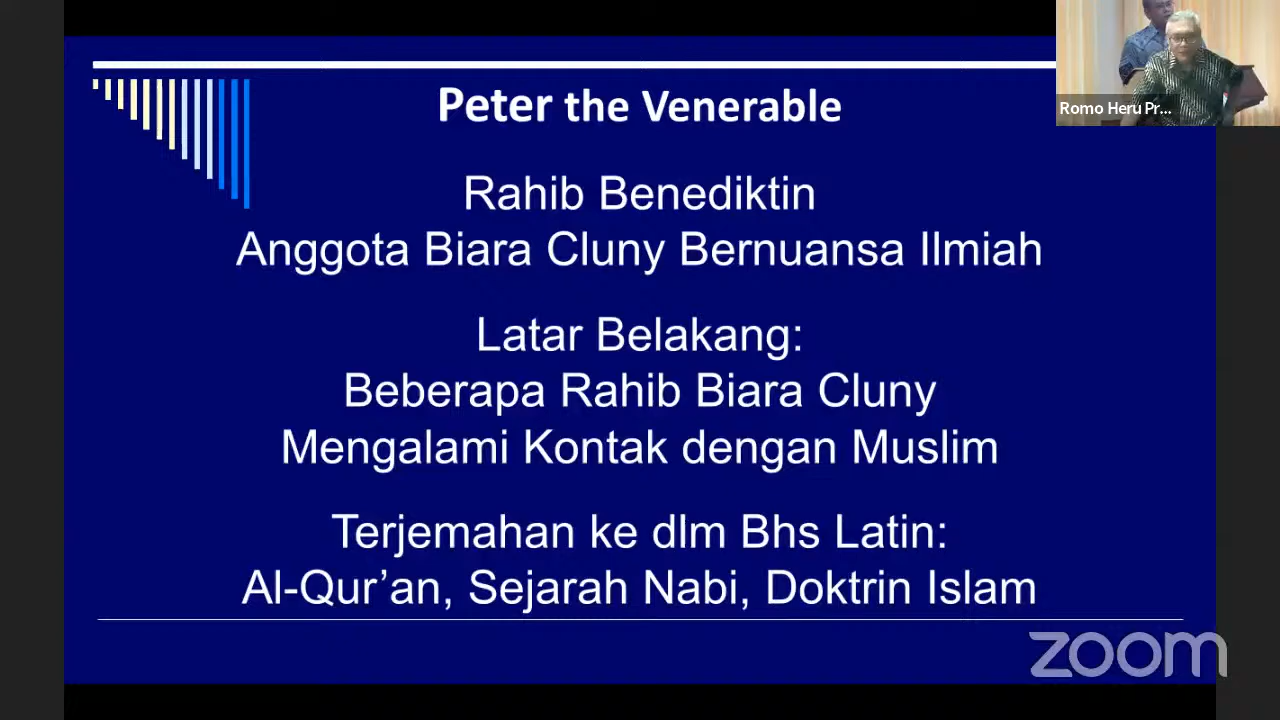 Peter the Venerable
Rahib Benediktin
Anggota Biara Cluny Bernuansa Ilmiah
Latar Belakang:
Beberapa Rahib Biara Cluny
Mengalami Kontak dengan Muslim
Terjemahan ke dlm Bhs Latin:
Al-Qur’an, Sejarah Nabi, Doktrin Islam
Romo Heru Pr...
zoom